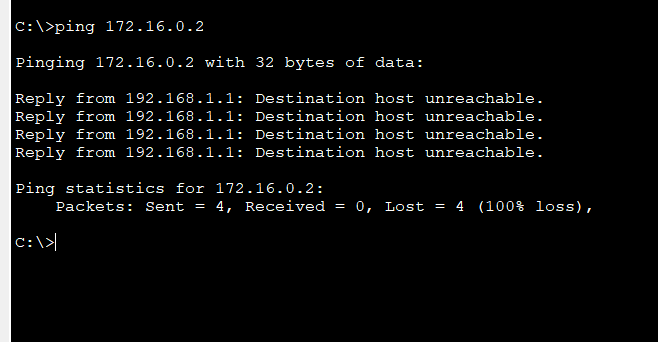 C:\>ping 172.16.0.2
Pinging 172.16.0.2 with 32 bytes of data:
Reply from 192.168.1.1: Destination host unreachable.
Reply from 192.168.1.1: Destination host unreachable.
Reply from 192.168.1.1: Destination host unreachable.
Reply from 192.168.1.1: Destination host unreachable.
Ping statistics for 172.16.0.2:
    Packets: Sent = 4, Received = 0, Lost = 4 (100% loss),
C:\>